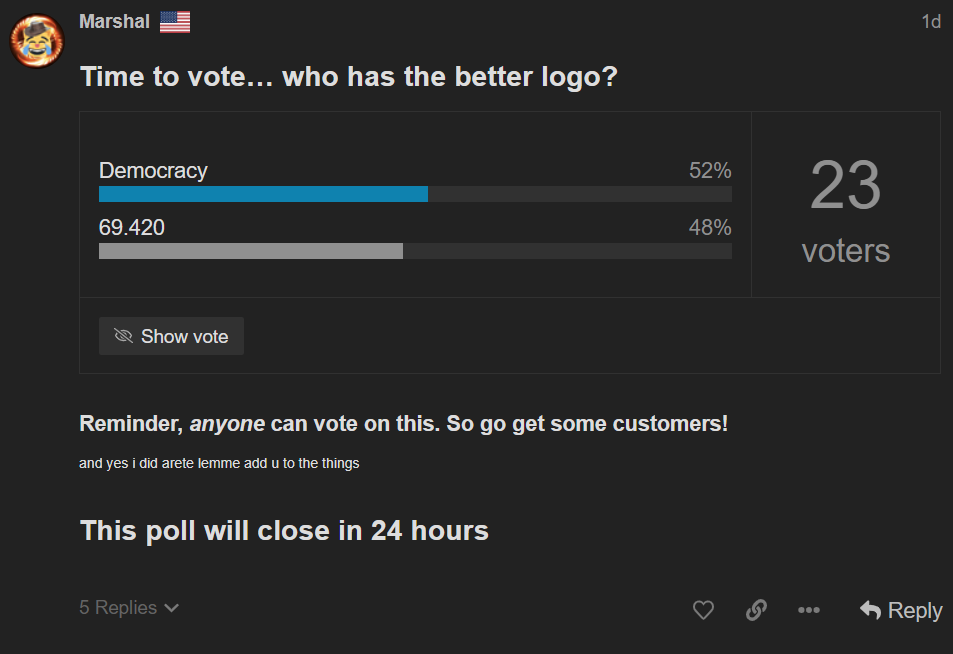 Marshal
1d
Time to vote… who has the better logo?
Democracy
52%
69.420
48%
23
voters
Show vote
Reminder, anyone can vote on this. So go get some customers!
and yes i did arete lemme add u to the things
This poll will close in 24 hours
5 Replies
Reply